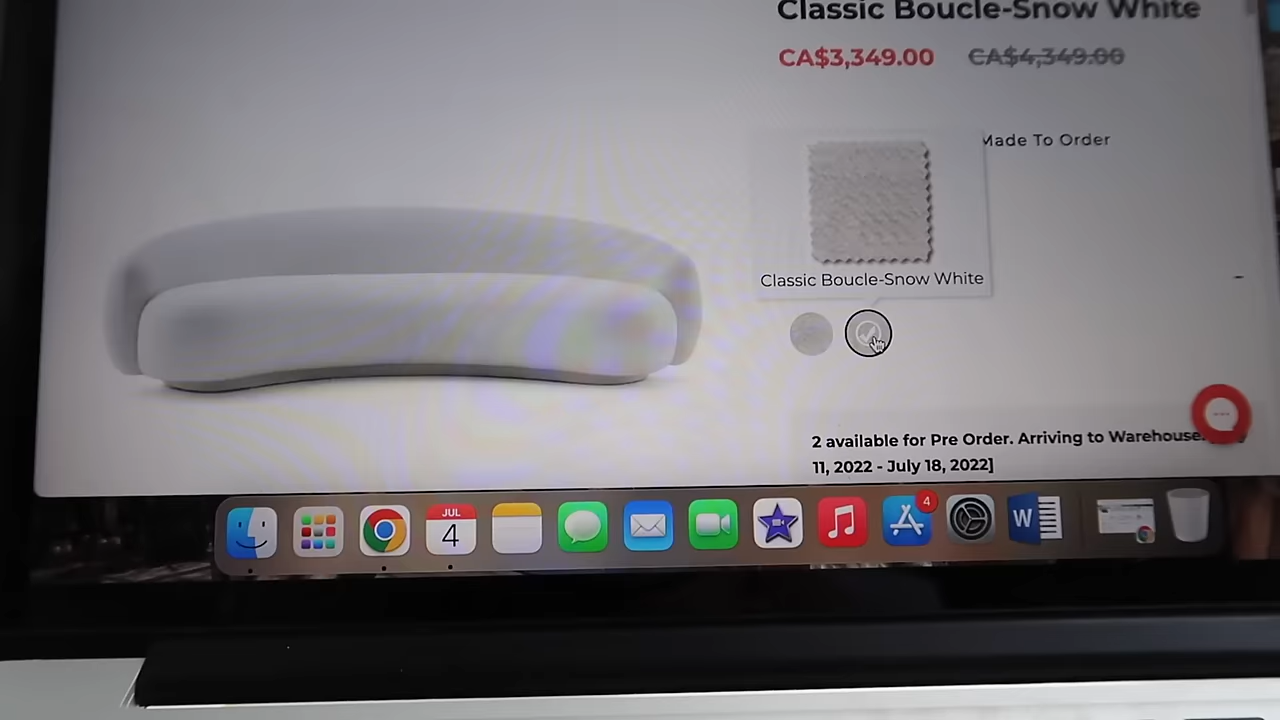 Classic Boucle-Snow White
CA$3,349.00 CA$4,349.00
Made To Order
Classic Boucle-Snow White
2 available for Pre Order. Arriving to Warehouse
11, 2022 - July 18, 2022]
JUL
4
4
W